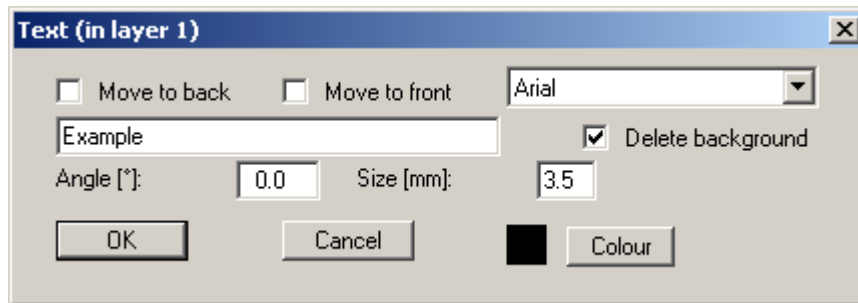 Text (in layer 1)
Move to back Move to front Arial
Example Delete background
Angle [°]: 0.0 Size [mm]: 3.5
OK Cancel Colour